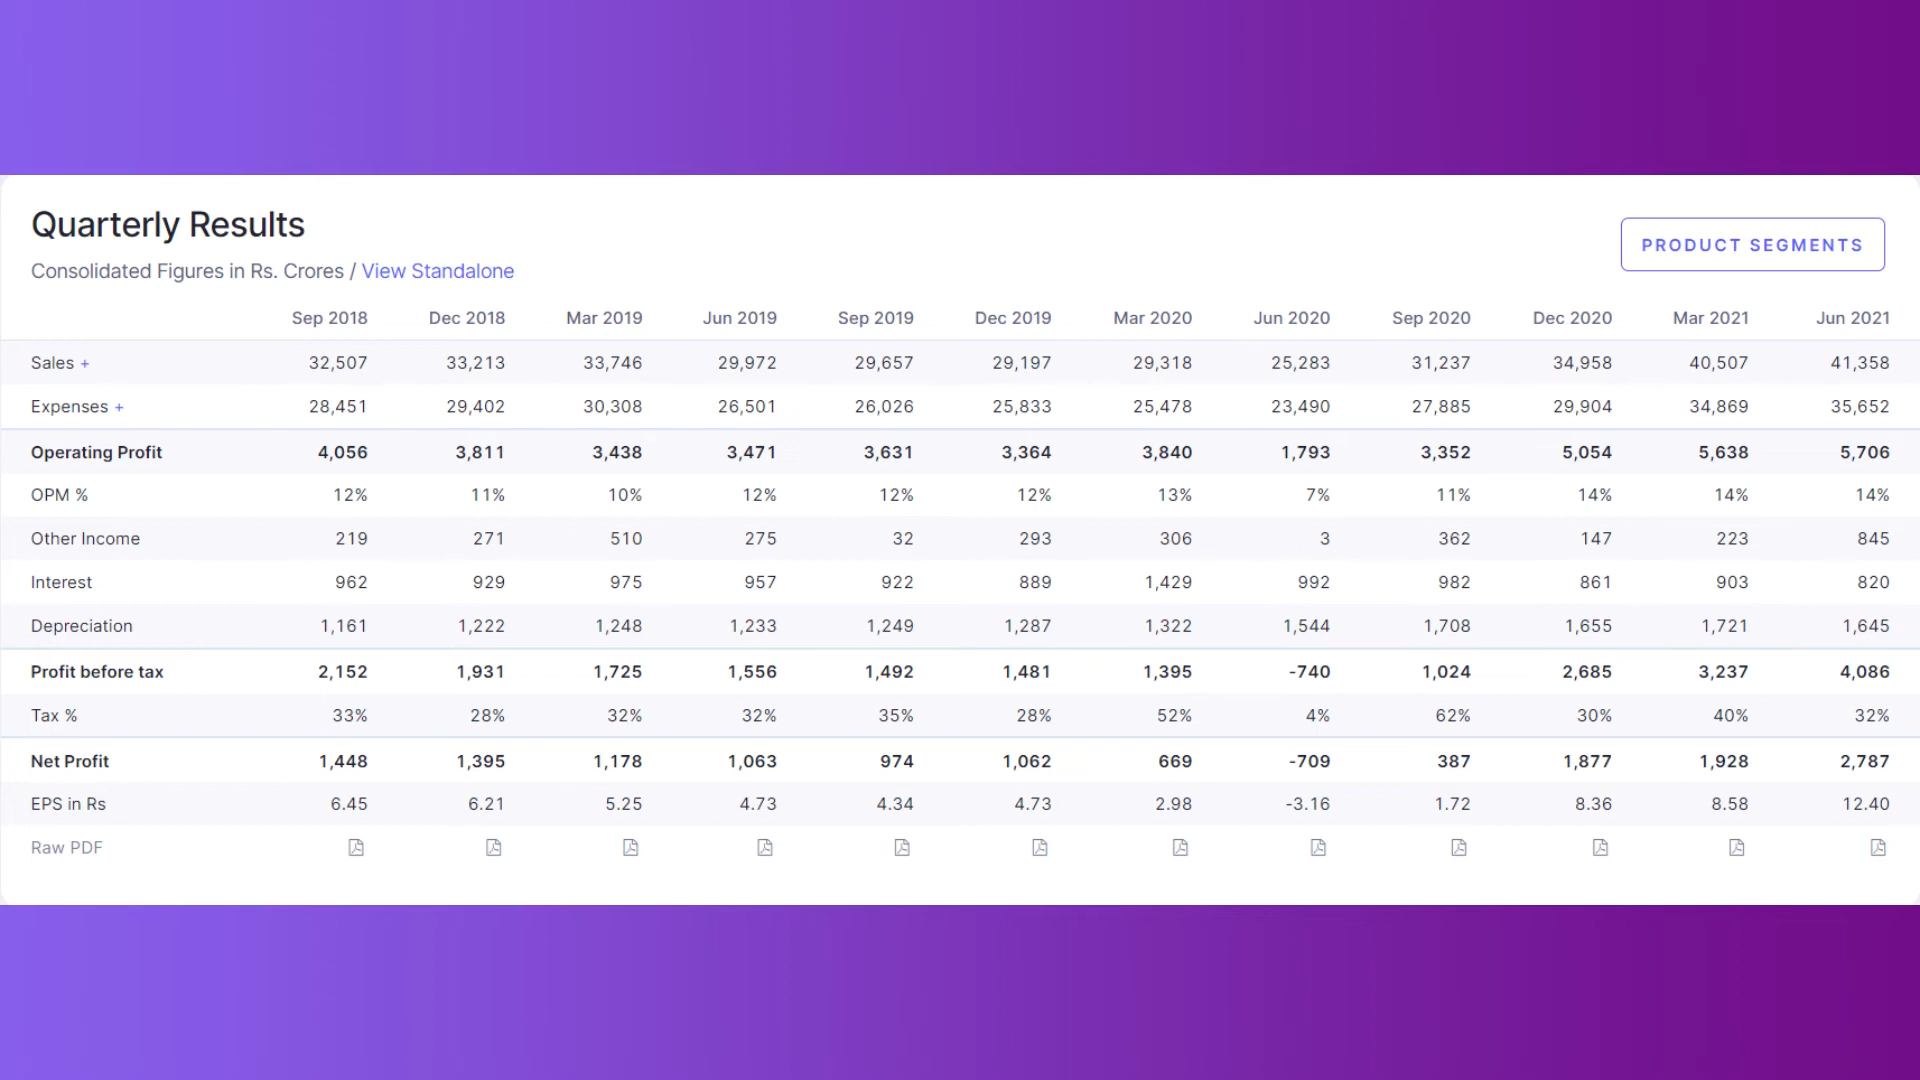 Quarterly Results
PRODUCT SEGMENTS
Consolidated Figures in Rs. Crores / View Standalone
Sep 2018 Dec 2018 Mar 2019 Jun 2019 Sep 2019 Dec 2019 Mar 2020 Jun 2020 Sep 2020 Dec 2020 Mar 2021 Jun 2021
Sales + 32,507 33,213 33,746 29,972 29,657 29,197 29,318 25,283 31,237 34,958 40,507 41,358
Expenses + 28,451 29,402 30,308 26,501 26,026 25,833 25,478 23,490 27,885 29,904 34,869 35,652
Operating Profit 4,056 3,811 3,438 3,471 3,631 3,364 3,840 1,793 3,352 5,054 5,638 5,706
OPM % 12% 11% 10% 12% 12% 12% 13% 7% 11% 14% 14% 14%
Other Income 219 271 510 275 32 293 306 3 362 147 223 845
Interest 962 929 975 957 922 889 1,429 992 982 861 903 820
Depreciation 1,161 1,222 1,248 1,233 1,249 1,287 1,322 1,544 1,708 1,655 1,721 1,645
Profit before tax 2,152 1,931 1,725 1,556 1,492 1,481 1,395 -740 1,024 2,685 3,237 4,086
Tax % 33% 28% 32% 32% 35% 28% 52% 4% 62% 30% 40% 32%
Net Profit 1,448 1,395 1,178 1,063 974 1,062 669 -709 387 1,877 1,928 2,787
EPS in Rs 6.45 6.21 5.25 4.73 4.34 4.73 2.98 -3.16 1.72 8.36 8.58 12.40
Raw PDF